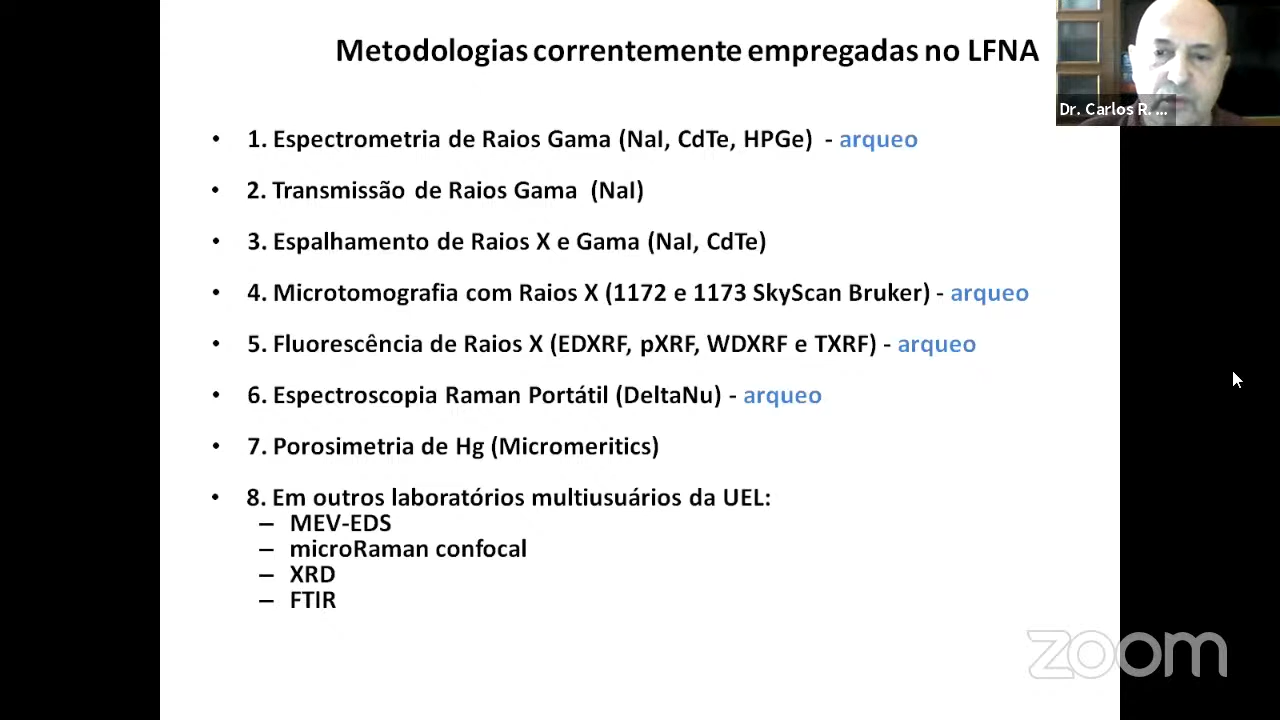 Metodologias correntemente empregadas no LFNA
Dr. Carlos R. ...
• 1. Espectrometria de Raios Gama (NaI, CdTe, HPGe) - arqueo
• 2. Transmissão de Raios Gama (NaI)
• 3. Espalhamento de Raios X e Gama (NaI, CdTe)
• 4. Microtomografia com Raios X (1172 e 1173 SkyScan Bruker) - arqueo
• 5. Fluorescência de Raios X (EDXRF, pXRF, WDXRF e TXRF) - arqueo
• 6. Espectroscopia Raman Portátil (DeltaNu) - arqueo
• 7. Porosimetria de Hg (Micromeritics)
• 8. Em outros laboratórios multiusuários da UEL:
– MEV-EDS
– microRaman confocal
– XRD
– FTIR
zoom